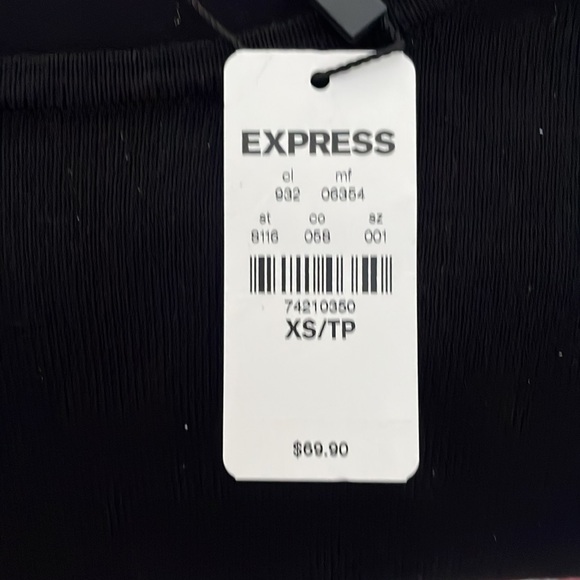 EXPRESS
cl mf
932 06354
st co sz
8116 058 001
74210350
XS/TP
$69.90